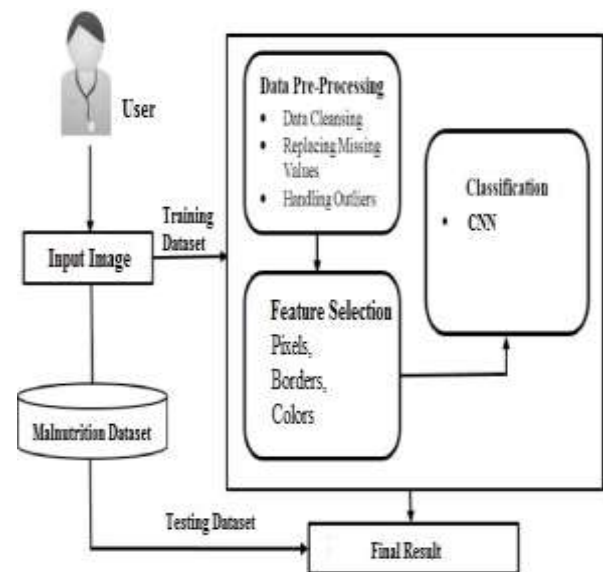 User
Input Image
Malnutrition Dataset
Training
Dataset
Testing Dataset
Data Pre-Processing
• Data Cleansing
• Replacing Missing
Values
• Handling Outliers
Feature Selection
Pixels,
Borders,
Colors
Classification
• CNN
Final Result